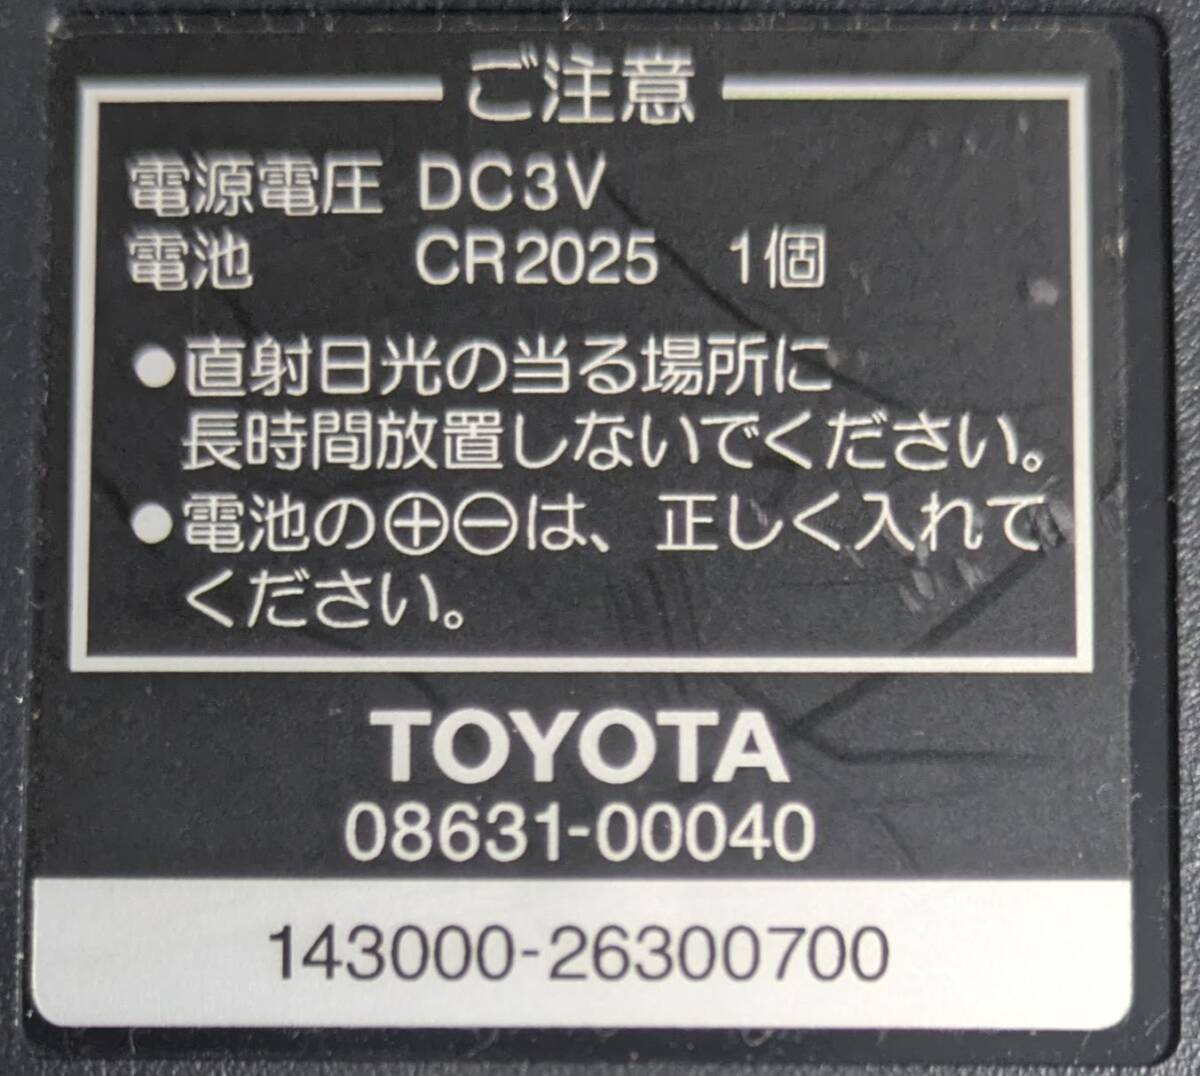 ご注意
電源電圧 DC3V
電池 CR2025 1個
●直射日光の当る場所に
長時間放置しないでください。
●電池の⊕⊖は、正しく入れて
ください。
TOYOTA
08631-00040
143000-26300700